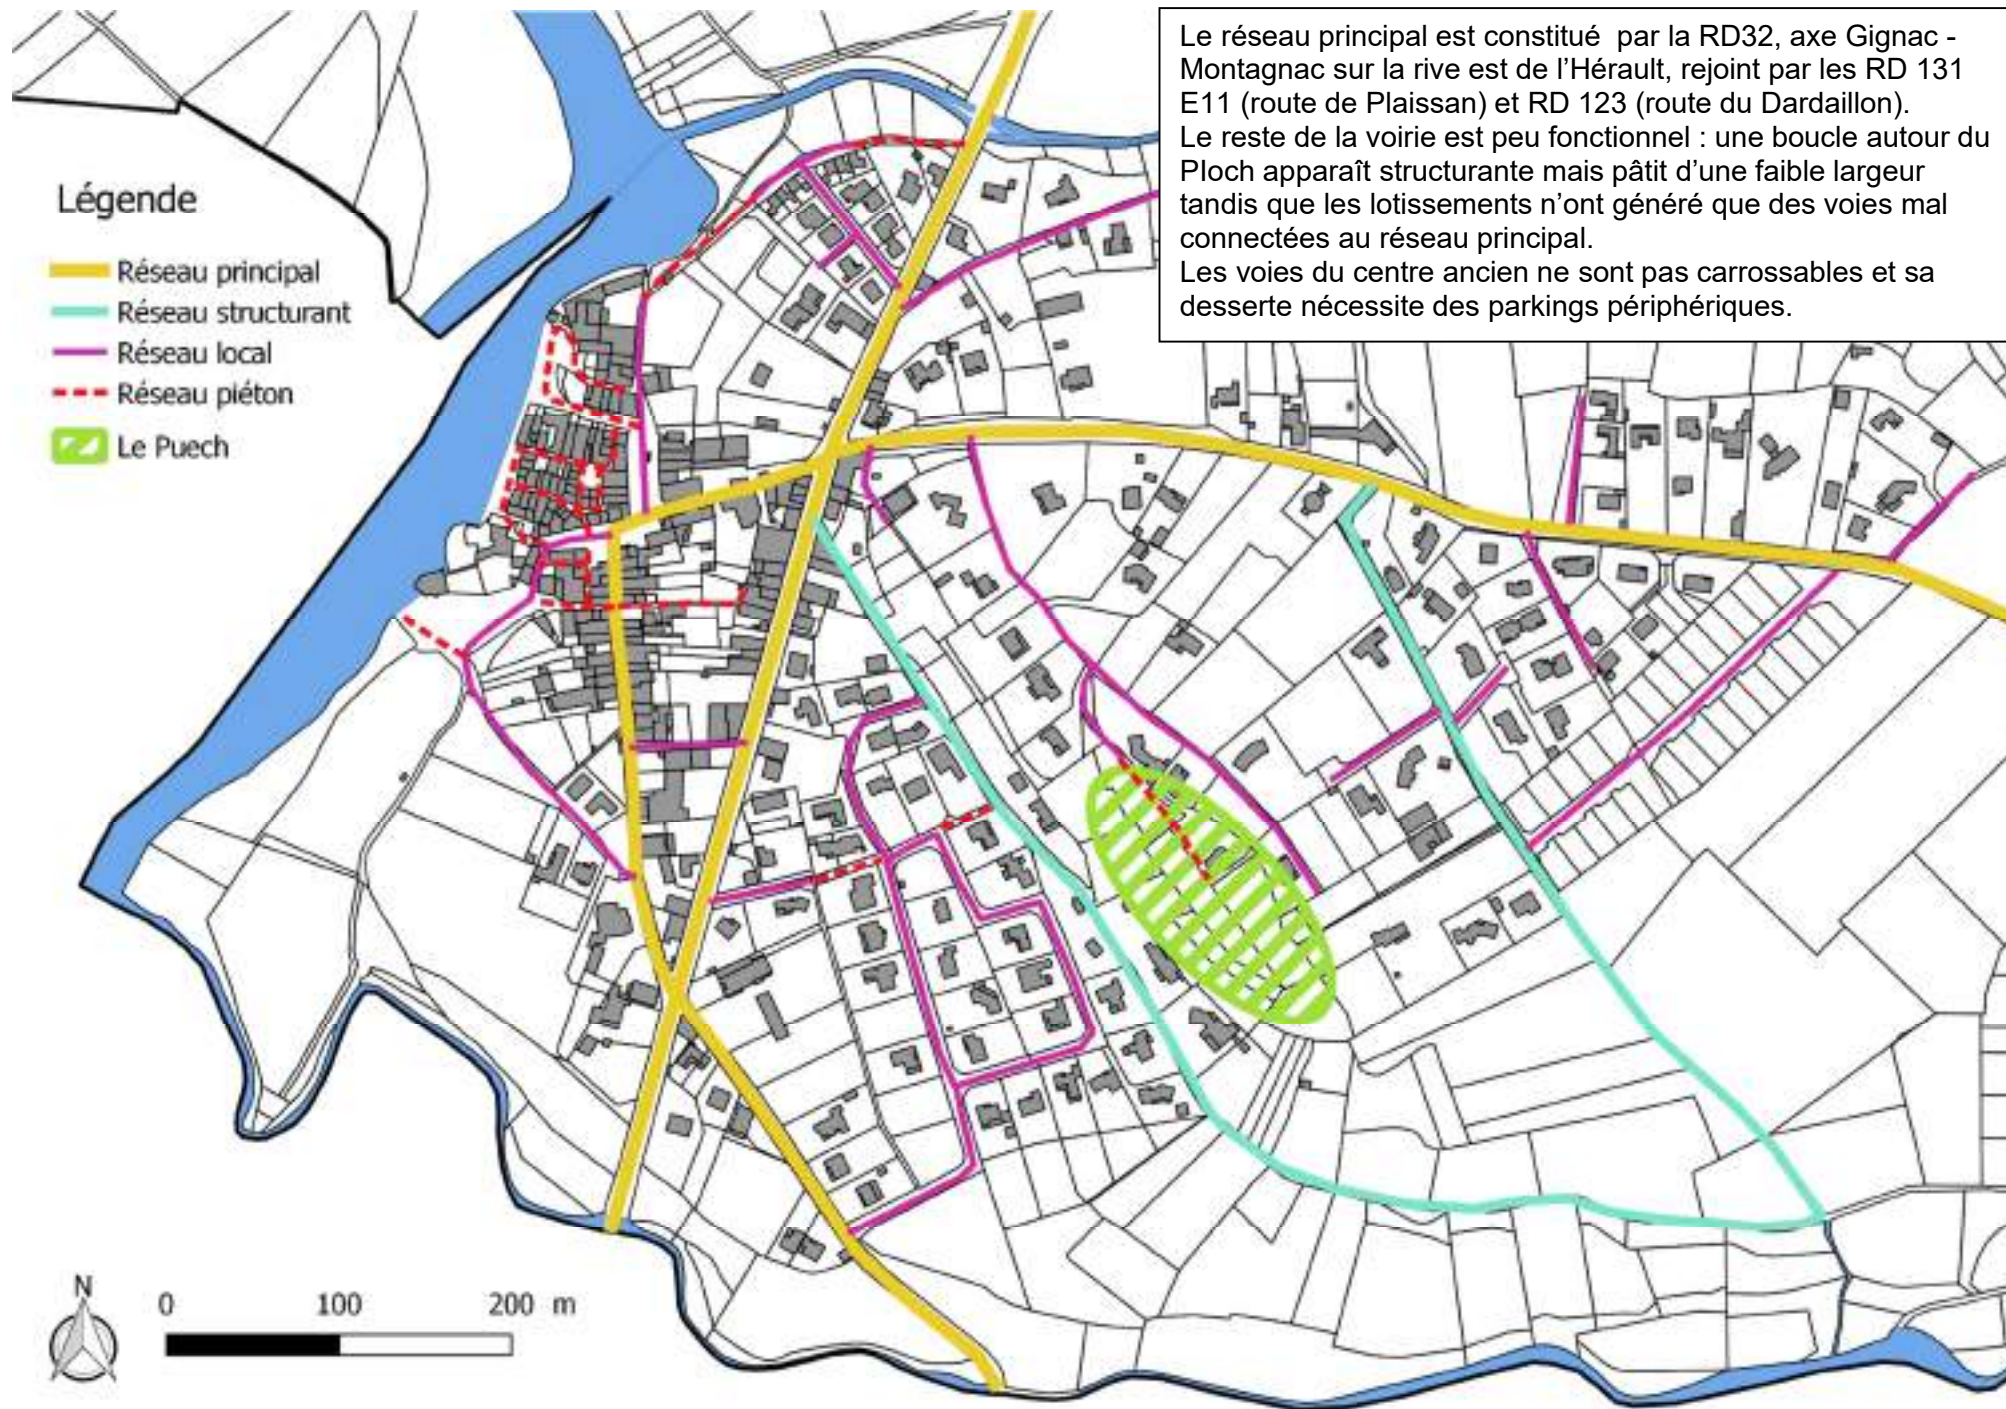 Le réseau principal est constitué  par la RD32, axe Gignac -
Montagnac sur la rive est de l’Hérault, rejoint par les RD 131
E11 (route de Plaissan) et RD 123 (route du Dardaillon).
Le reste de la voirie est peu fonctionnel : une boucle autour du
Ploch apparaît structurante mais pâtit d’une faible largeur
tandis que les lotissements n’ont généré que des voies mal
connectées au réseau principal.
Les voies du centre ancien ne sont pas carrossables et sa
desserte nécessite des parkings périphériques.
Légende
Réseau principal
Réseau structurant
Réseau local
Réseau piéton
Le Puech
N
0 100 200 m